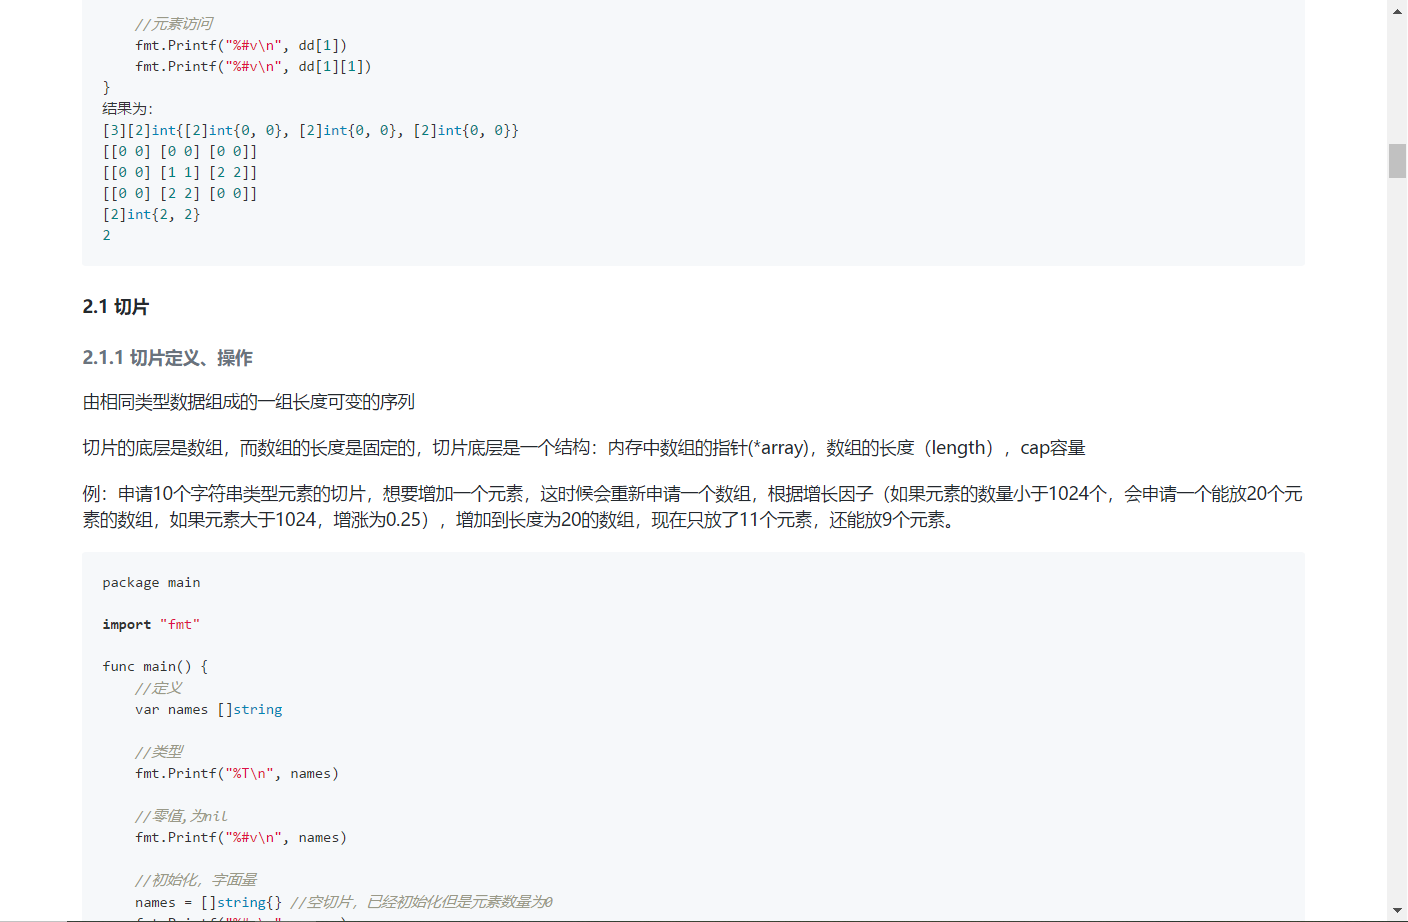 //元素访问
fmt.Printf("%#v\n", dd[1])
fmt.Printf("%#v\n", dd[1][1])
}
结果为:
[3][2]int{[2]int{0, 0}, [2]int{0, 0}, [2]int{0, 0}}
[[0 0] [0 0] [0 0]]
[[0 0] [1 1] [2 2]]
[[0 0] [2 2] [0 0]]
[2]int{2, 2}
2
2.1 切片
2.1.1 切片定义、操作
由相同类型数据组成的一组长度可变的序列
切片的底层是数组，而数组的长度是固定的，切片底层是一个结构：内存中数组的指针(*array)，数组的长度（length），cap容量
例：申请10个字符串类型元素的切片，想要增加一个元素，这时候会重新申请一个数组，根据增长因子（如果元素的数量小于1024个，会申请一个能放20个元
素的数组，如果元素大于1024，增涨为0.25），增加到长度为20的数组，现在只放了11个元素，还能放9个元素。
package main
import "fmt"
func main() {
//定义
var names []string
//类型
fmt.Printf("%T\n", names)
//零值,为nil
fmt.Printf("%#v\n", names)
//初始化，字面量
names = []string{} //空切片，已经初始化但是元素数量为0